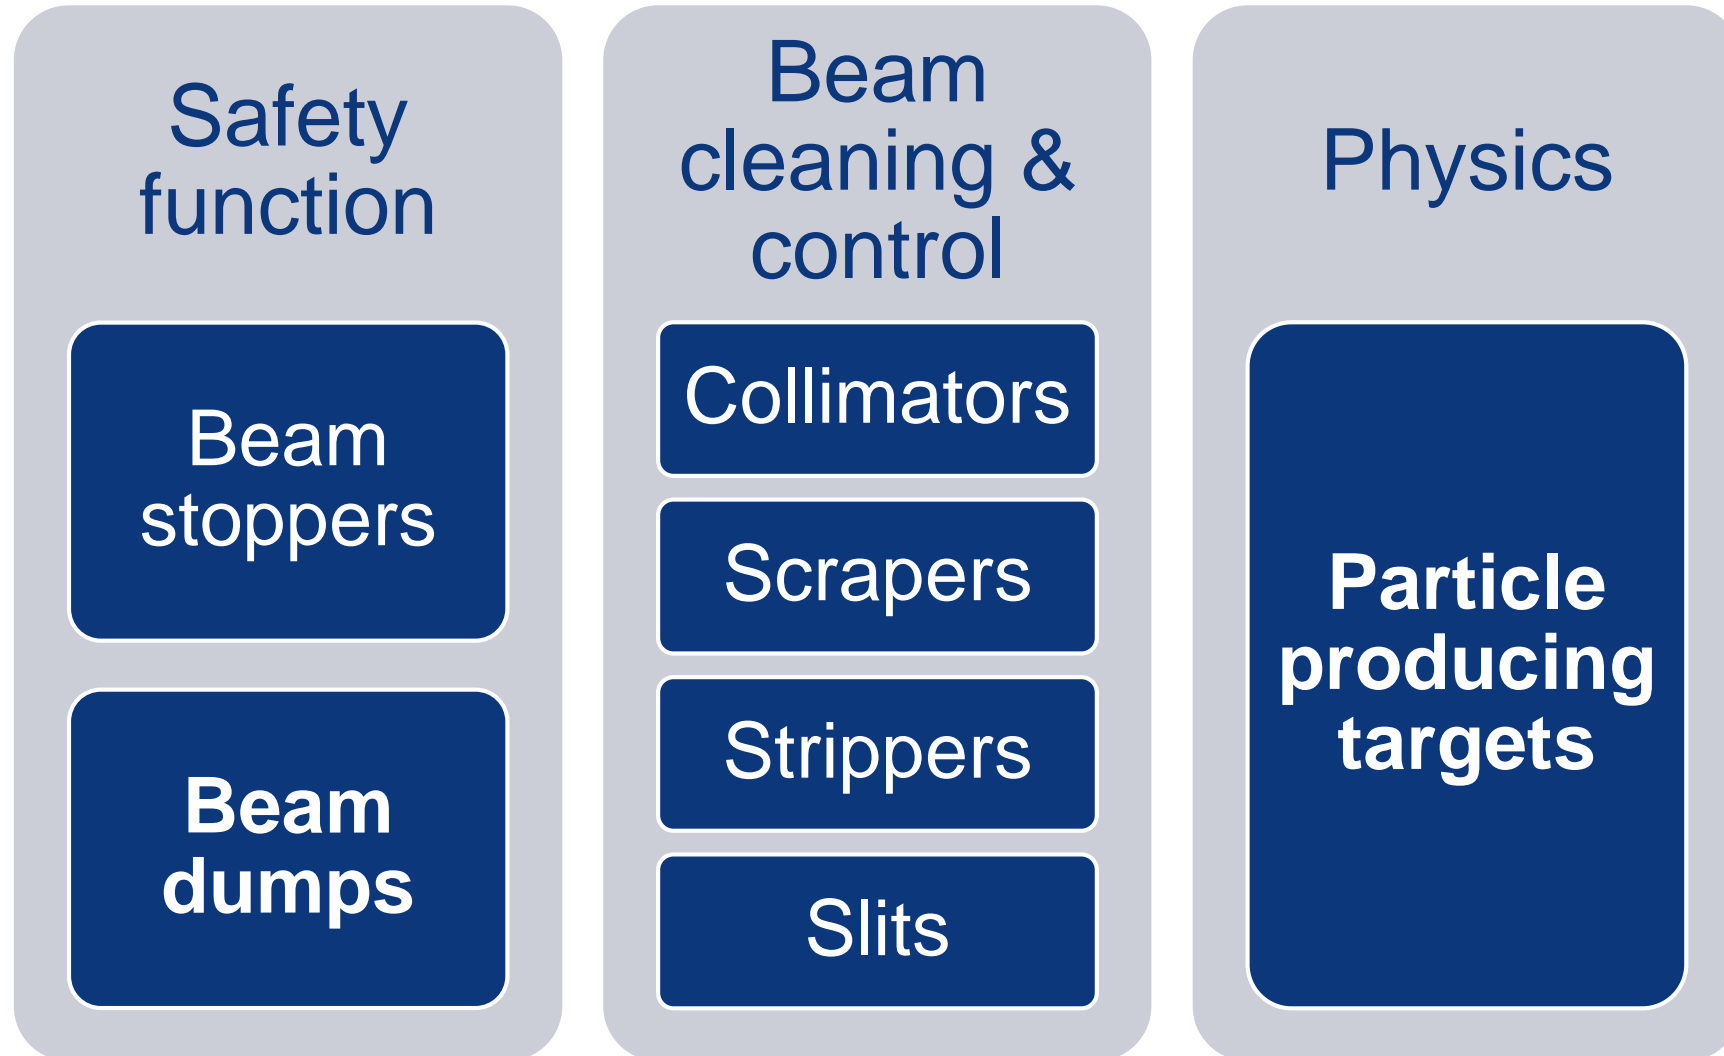 Safety
function
Beam
stoppers
Beam
dumps
Beam
cleaning &
control
Collimators
Scrapers
Strippers
Slits
Physics
Particle
producing
targets